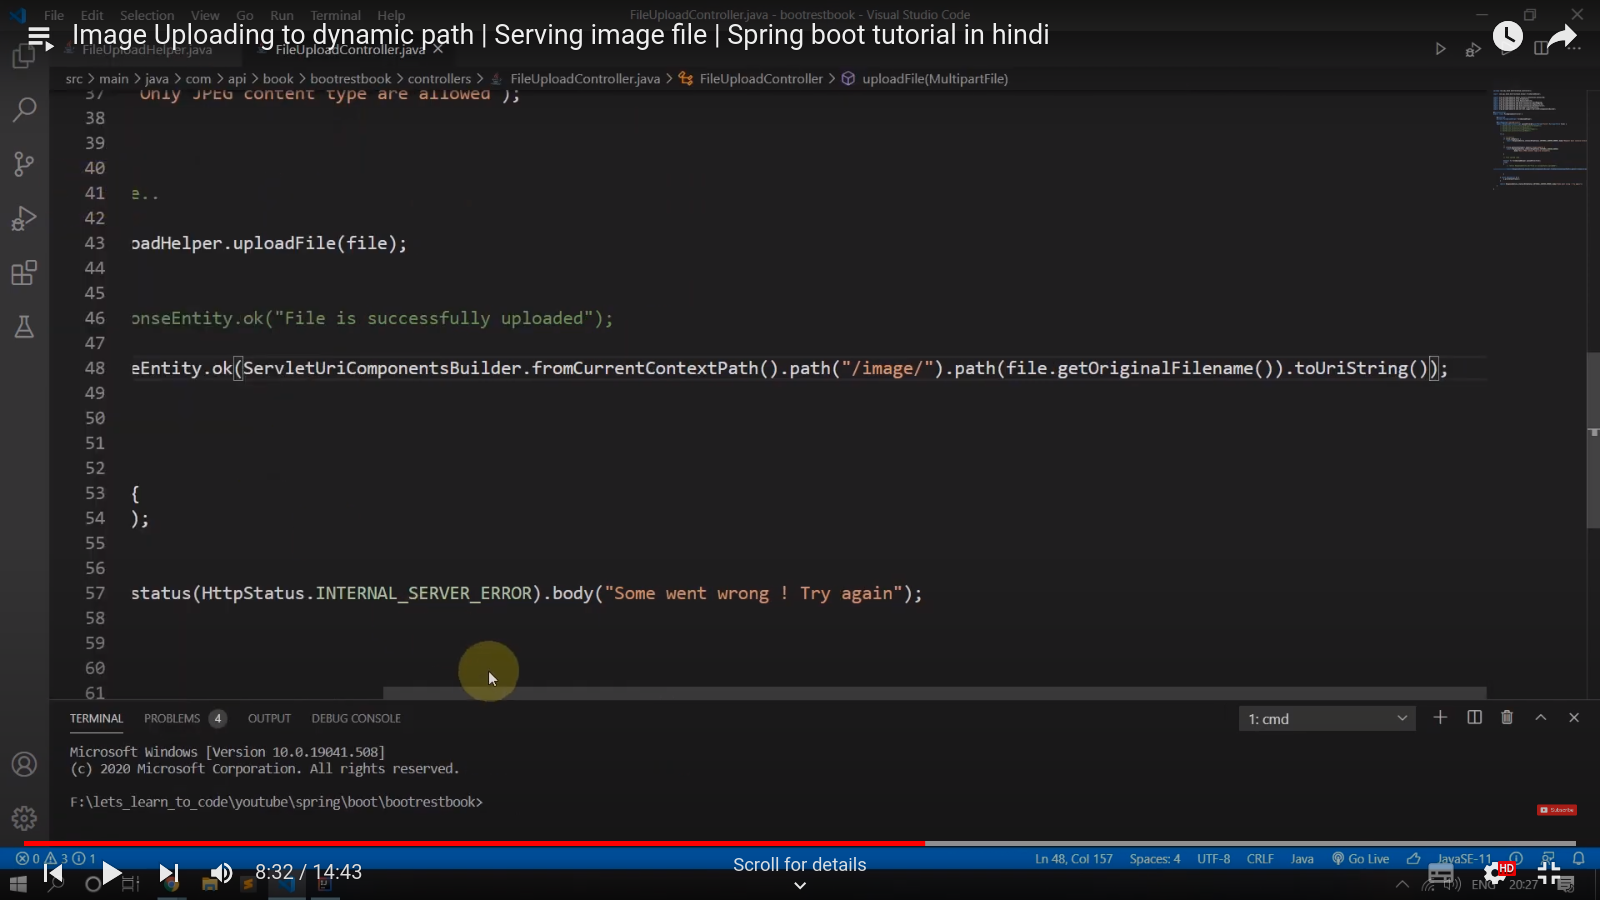 File Edit Selection View Go Run Terminal Help FileUploadController.java - bootrestbook - Visual Studio Code
Image Uploading to dynamic path | Serving image file | Spring boot tutorial in hindi
FileUploadHelper.java FileUploadController.java
src > main > java > com > api > book > bootrestbook > controllers > FileUploadController.java > FileUploadController > uploadFile(MultipartFile)
37 Only JPEG content type are allowed");
38
39
40
41 e..
42
43 oadHelper.uploadFile(file);
44
45
46 onseEntity.ok("File is successfully uploaded");
47
48 eEntity.ok(ServletUriComponentsBuilder.fromCurrentContextPath().path("/image/").path(file.getOriginalFilename()).toUriString());
49
50
51
52
53 {
54 );
55
56
57 status(HttpStatus.INTERNAL_SERVER_ERROR).body("Some went wrong ! Try again");
58
59
60
61
TERMINAL PROBLEMS 4 OUTPUT DEBUG CONSOLE 1: cmd
Microsoft Windows [Version 10.0.19041.508]
(c) 2020 Microsoft Corporation. All rights reserved.
F:\lets_learn_to_code\youtube\spring\boot\bootrestbook>
Subscribe
0 3 1 Ln 48, Col 157 Spaces: 4 UTF-8 CRLF Java Go Live JavaSE-11
8:32 / 14:43 Scroll for details HD
ENG 20:27